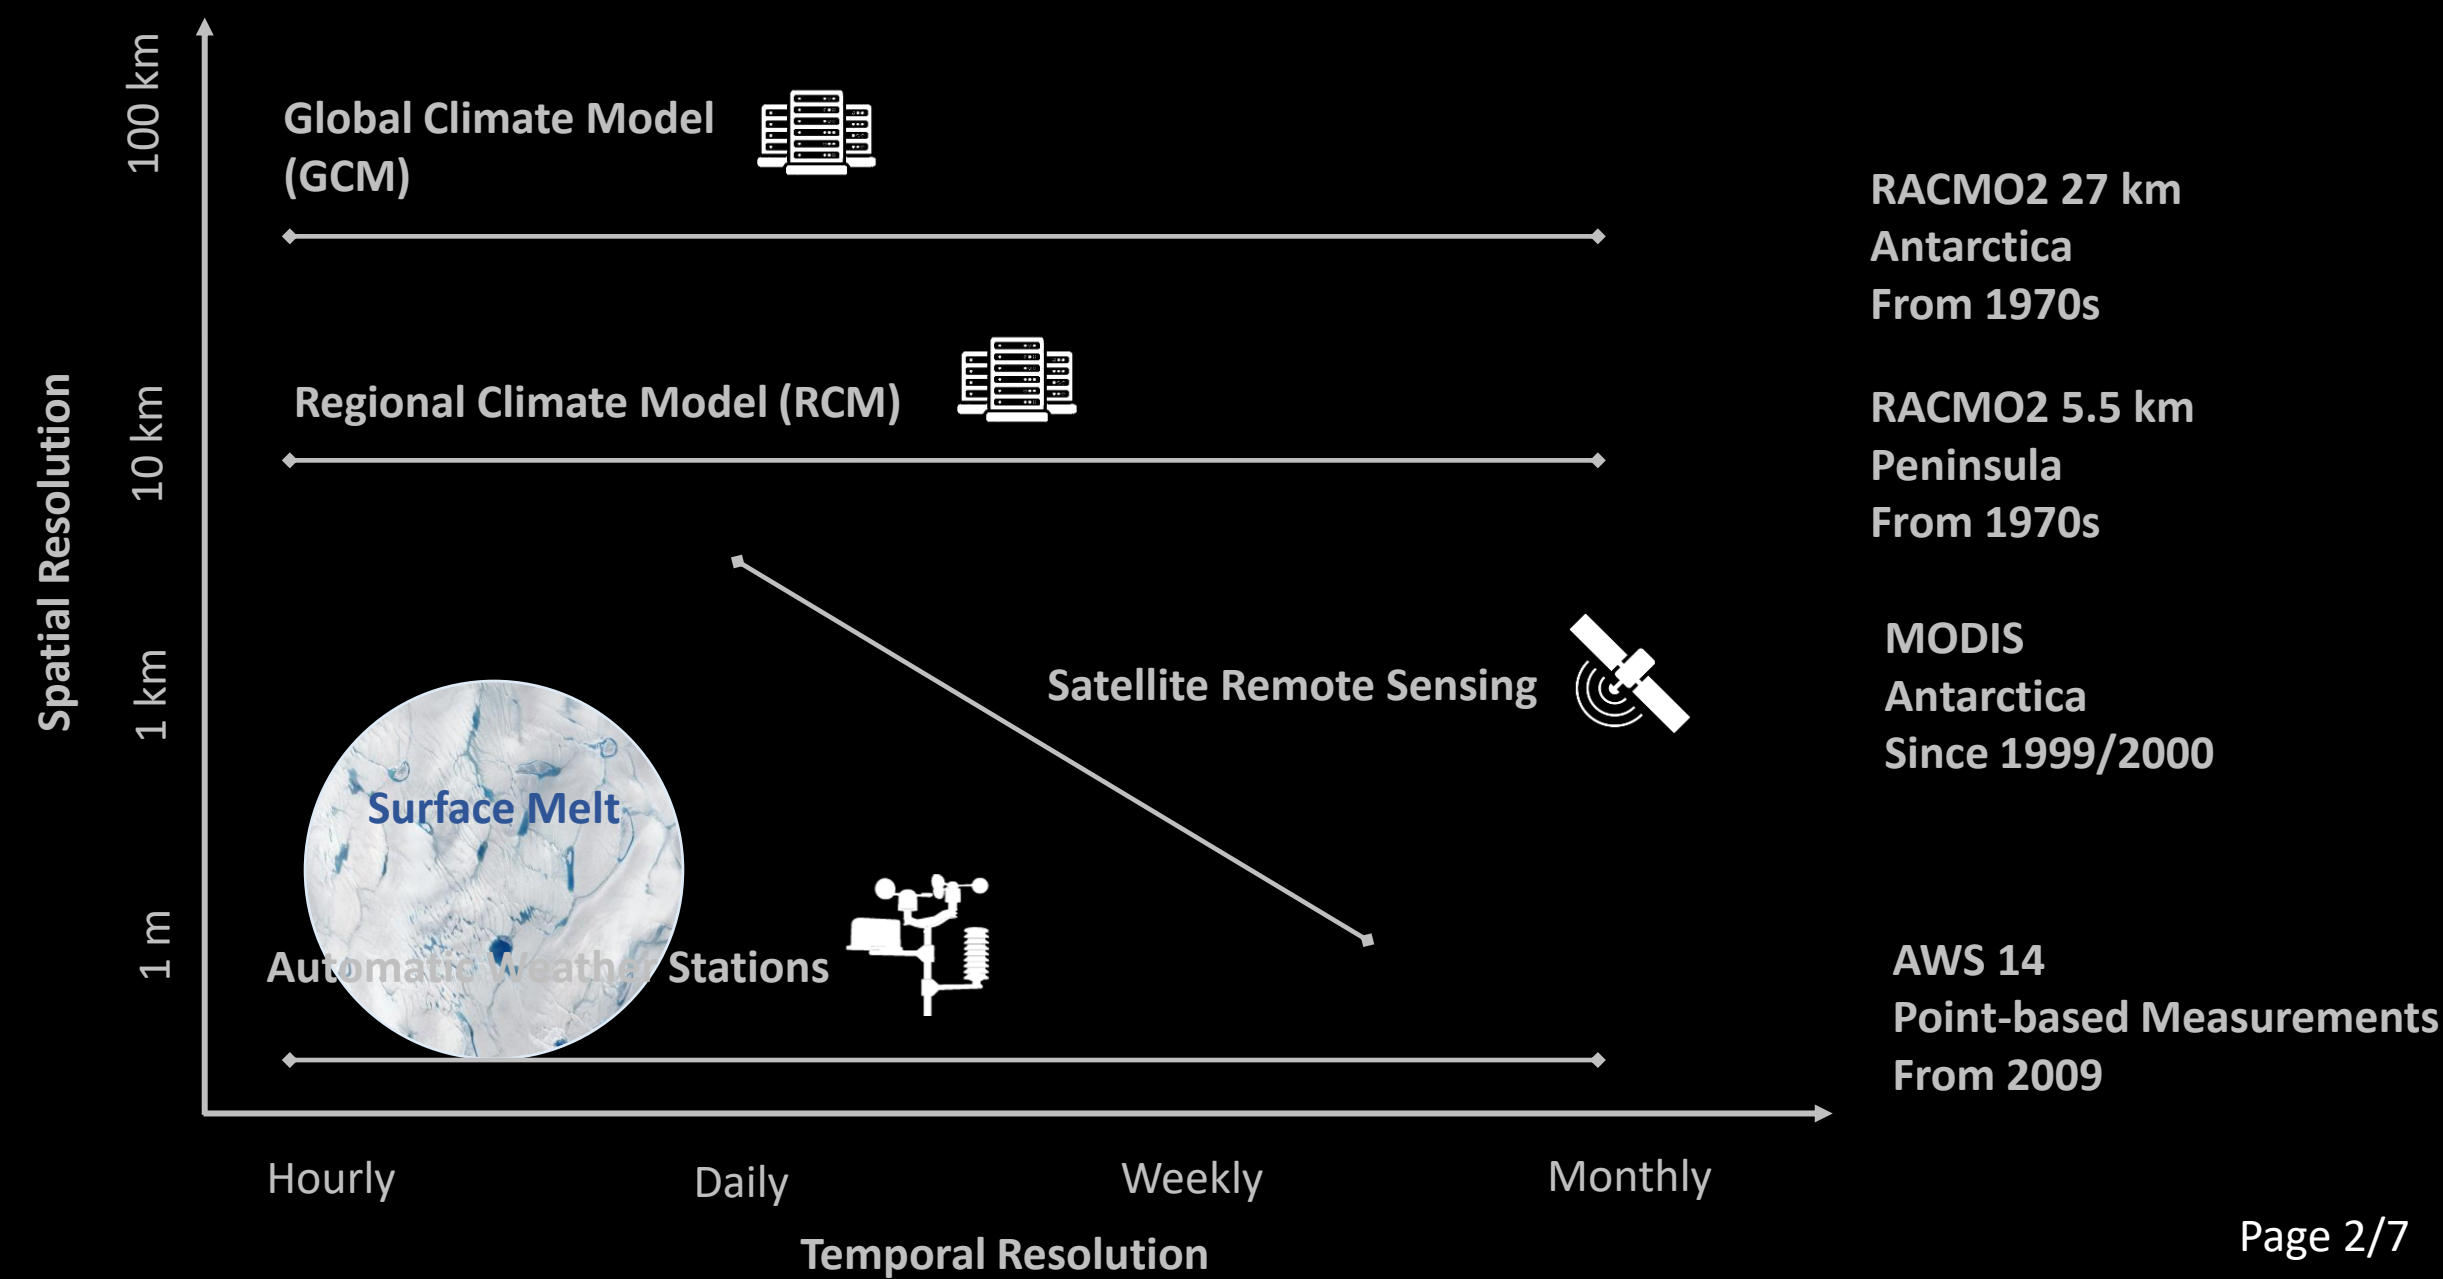 100 km
10 km
1 km
1 m
Spatial Resolution
Global Climate Model
(GCM)
Regional Climate Model (RCM)
Satellite Remote Sensing
Surface Melt
Automatic Weather Stations
RACMO2 27 km
Antarctica
From 1970s
RACMO2 5.5 km
Peninsula
From 1970s
MODIS
Antarctica
Since 1999/2000
AWS 14
Point-based Measurements
From 2009
Hourly
Daily
Weekly
Monthly
Temporal Resolution
Page 2/7